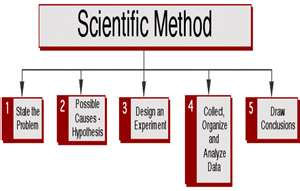 Scientific Method
1
State the
Problem
2
Possible
Causes -
Hypothesis
3
Design an
Experiment
4
Collect,
Organize
and
Analyze
Data
5
Draw
Conclusions